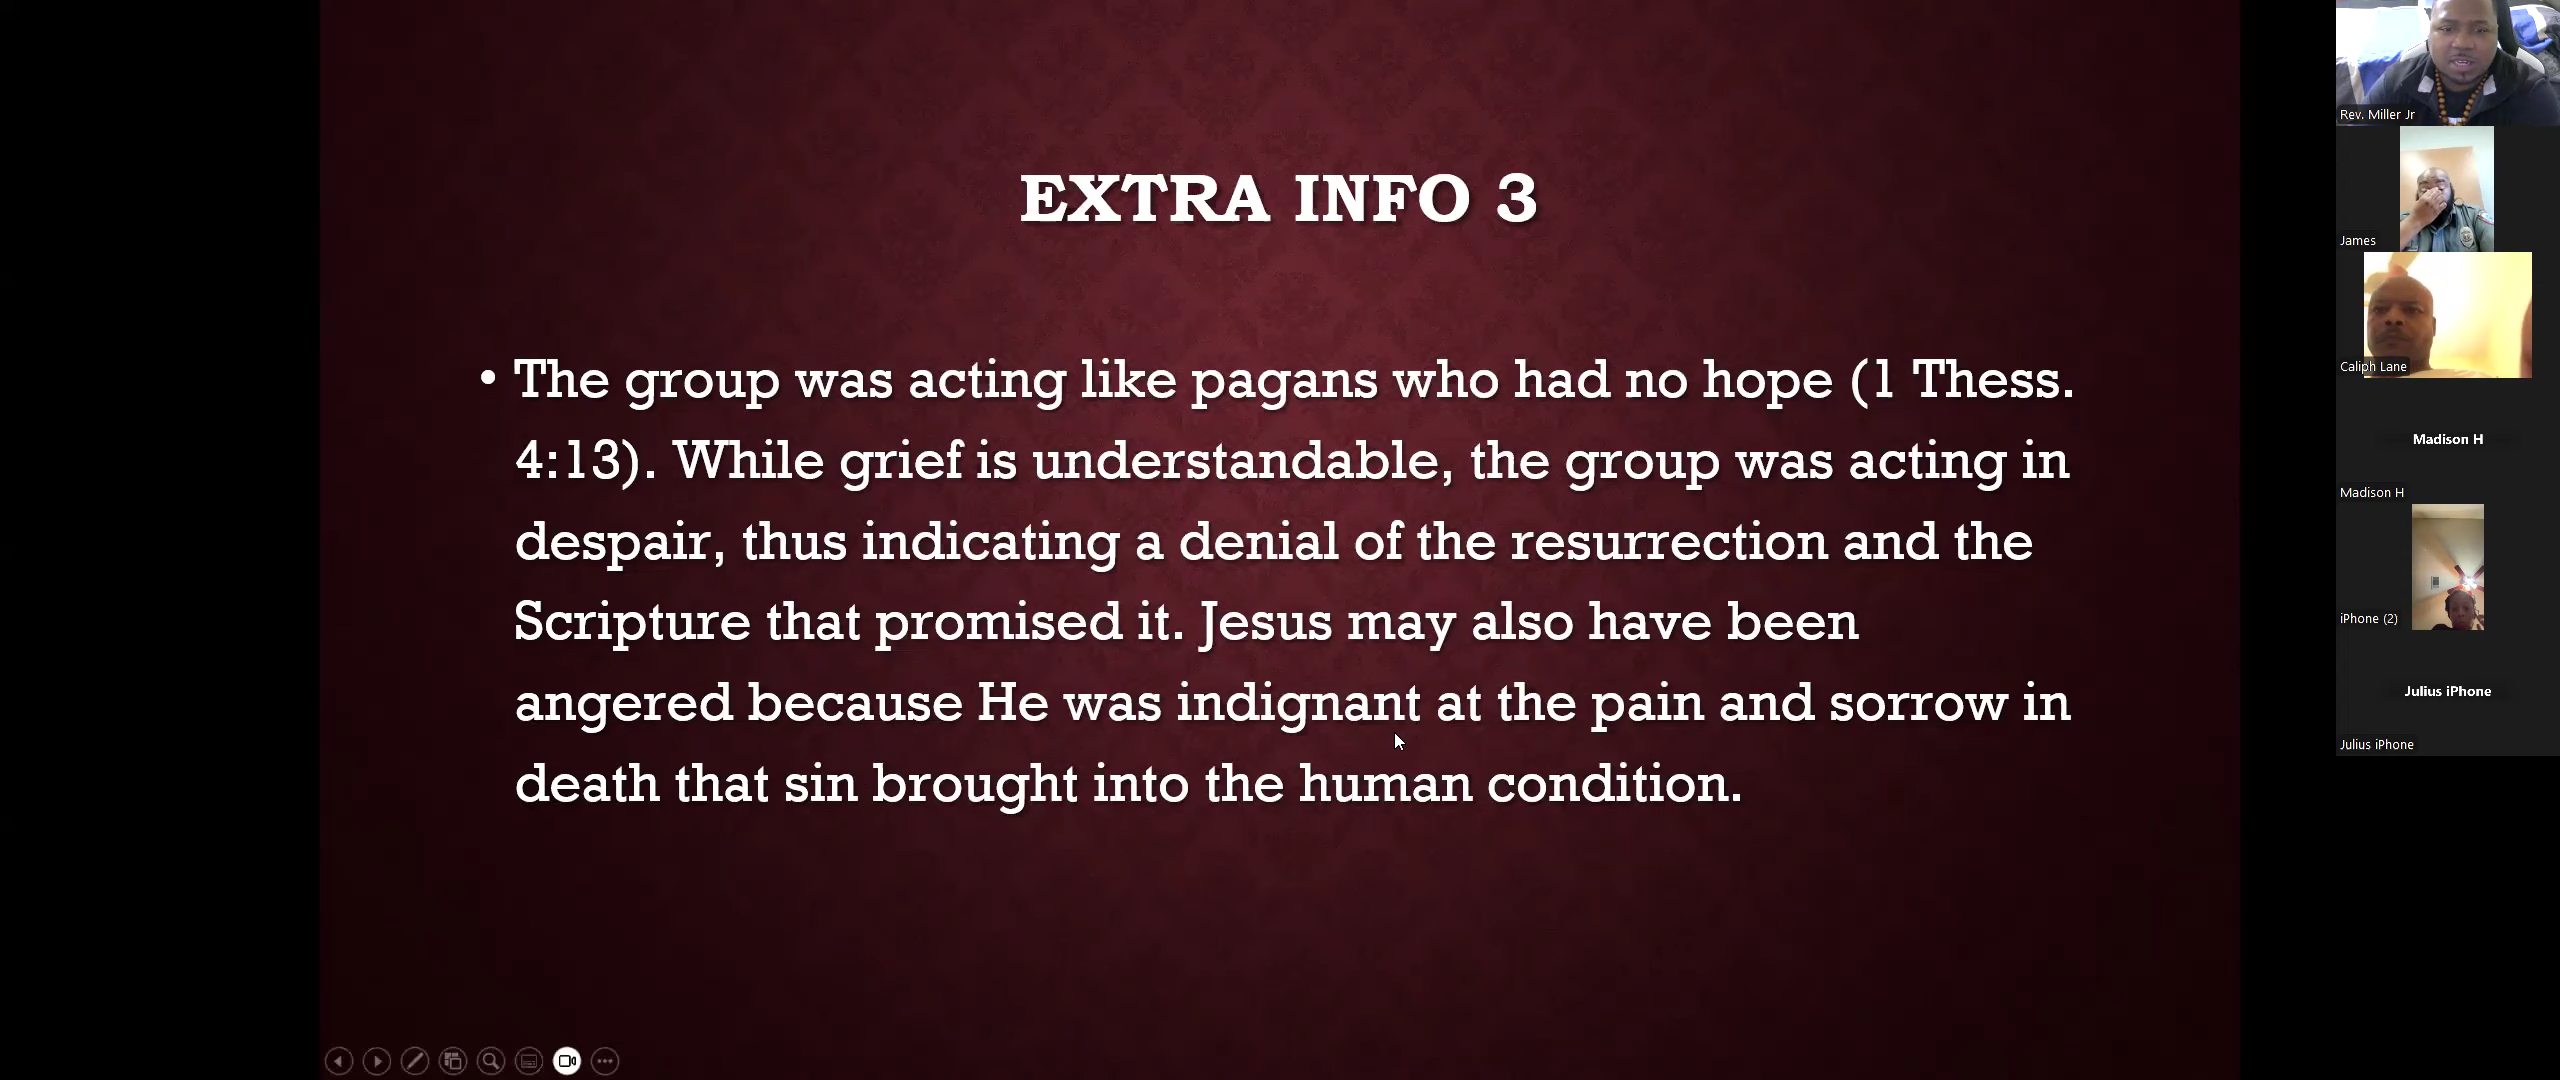 EXTRA INFO 3
• The group was acting like pagans who had no hope (1 Thess.
4:13). While grief is understandable, the group was acting in
despair, thus indicating a denial of the resurrection and the
Scripture that promised it. Jesus may also have been
angered because He was indignant at the pain and sorrow in
death that sin brought into the human condition.
Rev. Miller Jr
James
Caliph Lane
Madison H
Madison H
iPhone (2)
Julius iPhone
Julius iPhone